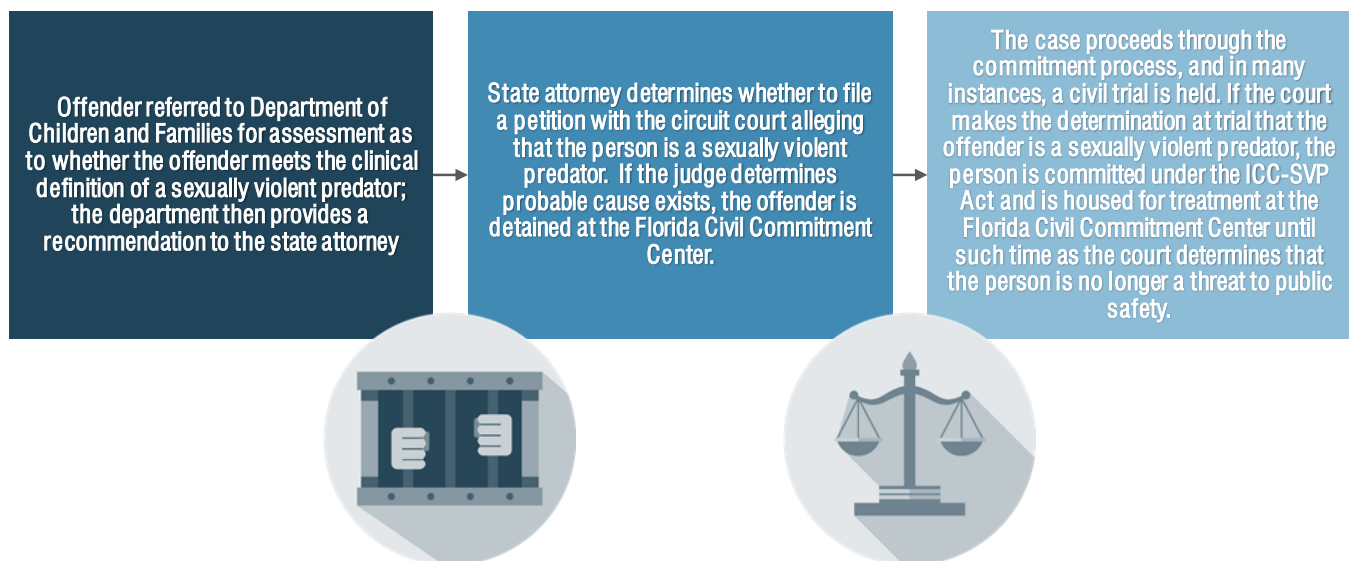 Offender referred to Department of
Children and Families for assessment as
to whether the offender meets the clinical
definition of a sexually violent predator;
the department then provides a
recommendation to the state attorney
State attorney determines whether to file
a petition with the circuit court alleging
that the person is a sexually violent
predator.  If the judge determines
probable cause exists, the offender is
detained at the Florida Civil Commitment
Center.
The case proceeds through the
commitment process, and in many
instances, a civil trial is held. If the court
makes the determination at trial that the
offender is a sexually violent predator, the
person is committed under the ICC-SVP
Act and is housed for treatment at the
Florida Civil Commitment Center until
such time as the court determines that
the person is no longer a threat to public
safety.